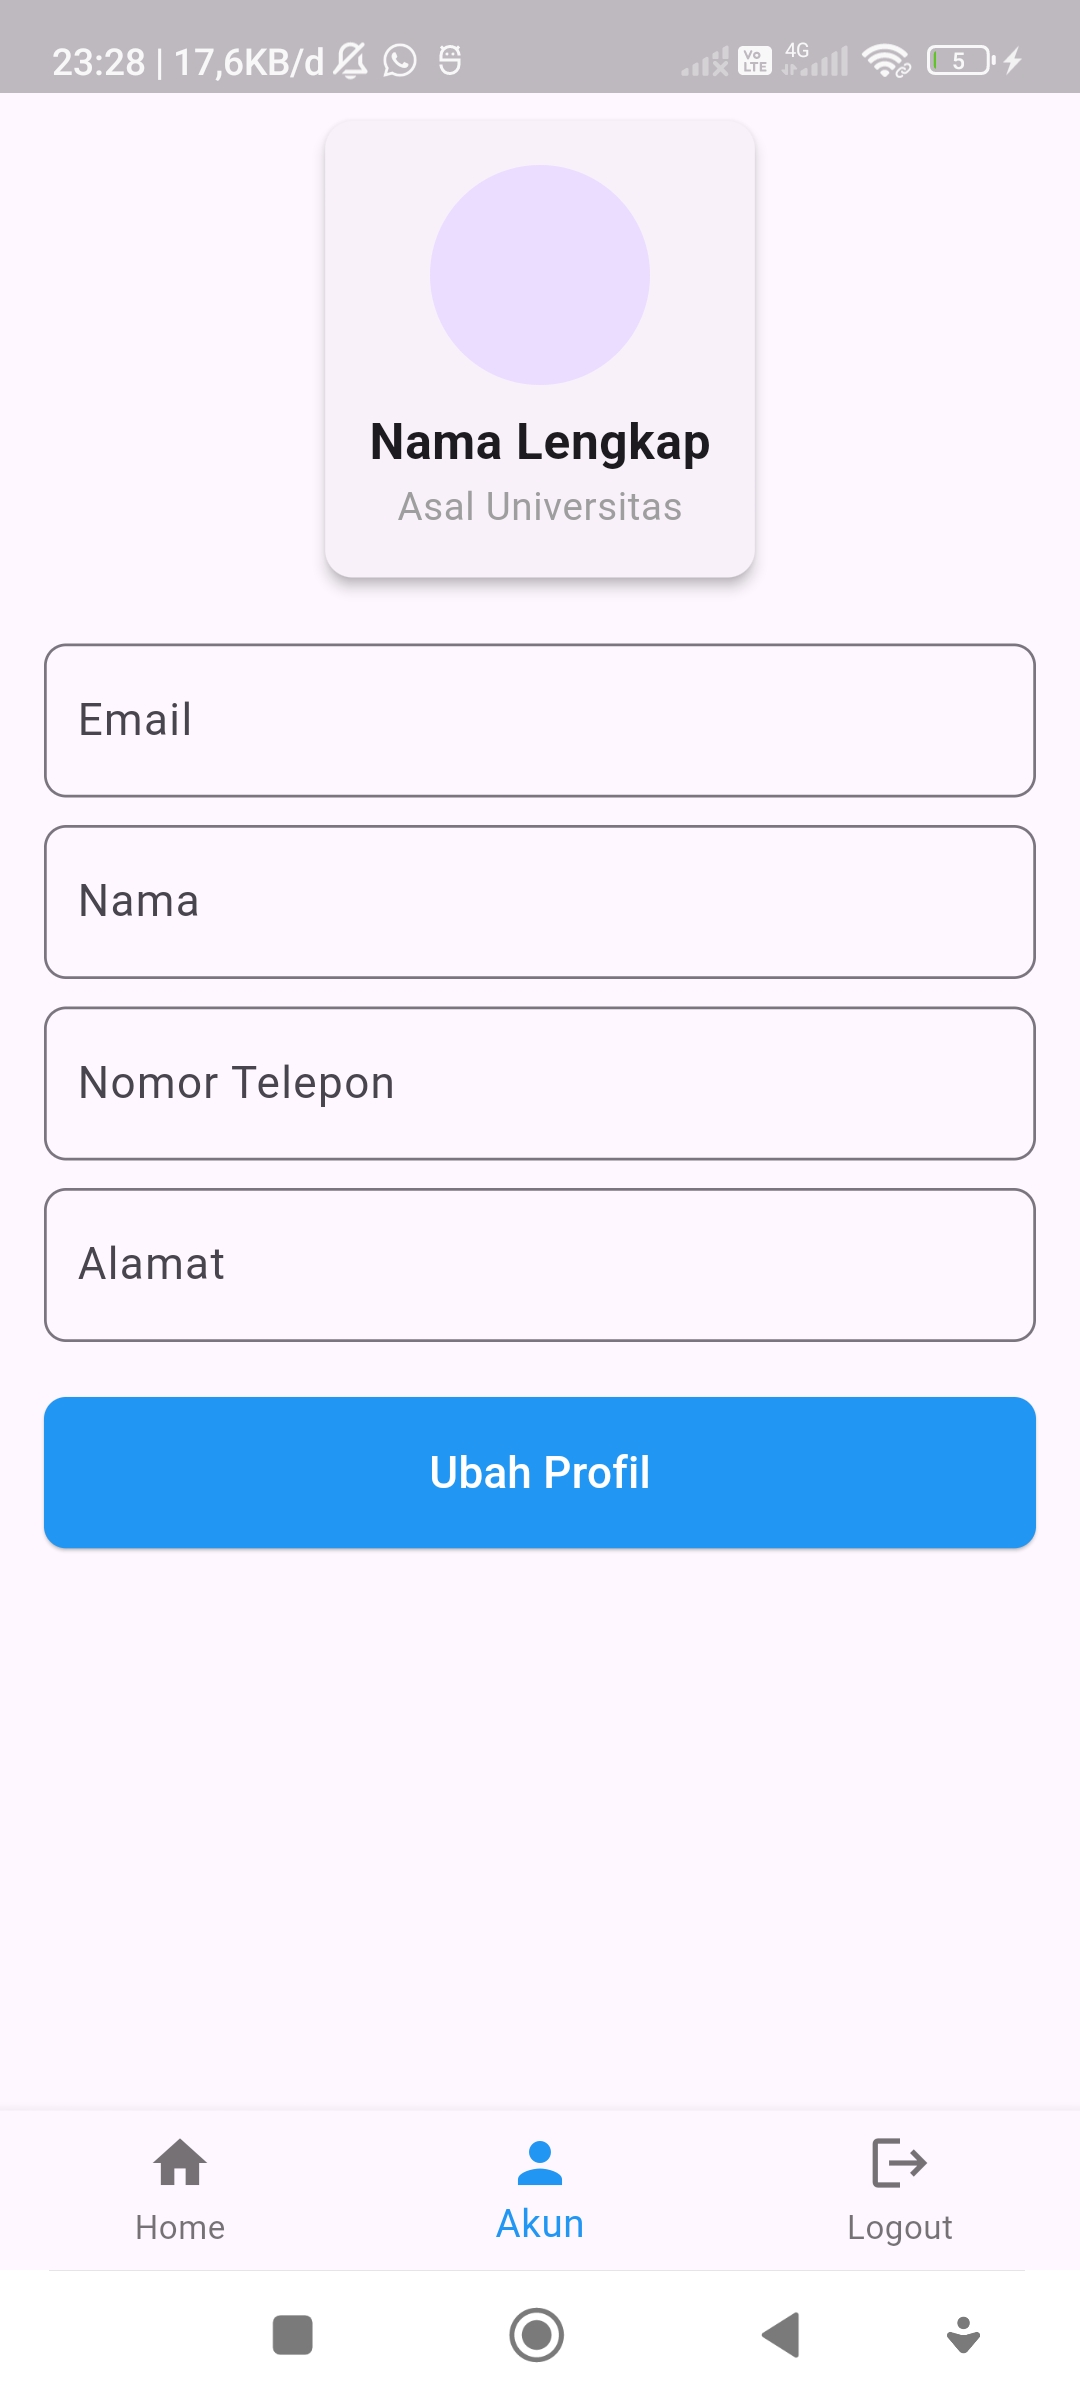 23:28 | 17,6KB/d Vo LTE 4G 5
Nama Lengkap
Asal Universitas
Email
Nama
Nomor Telepon
Alamat
Ubah Profil
Home Akun Logout